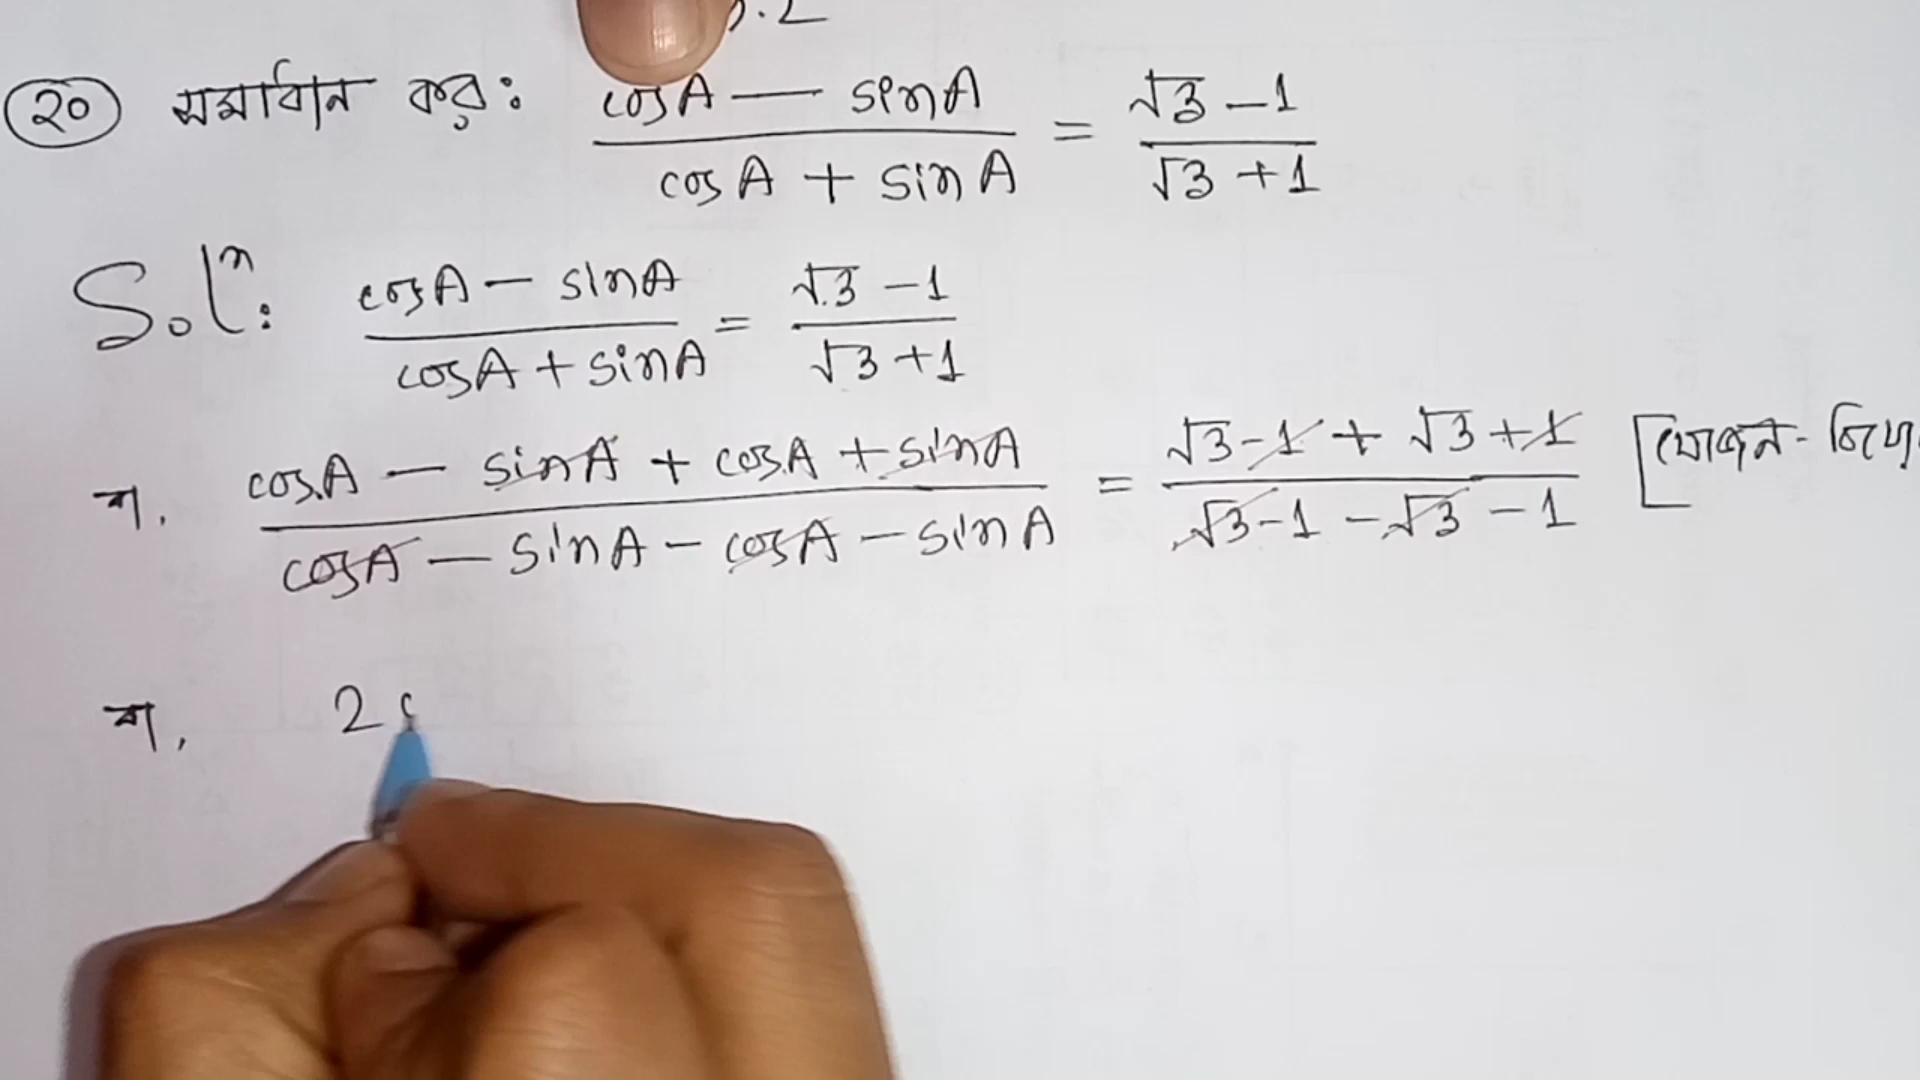 .2
২০ সমাধান কর: (cosA — sinA)/(cosA + sinA) = (√3 - 1)/(√3 + 1)
Solⁿ: (cosA - sinA)/(cosA + sinA) = (√3 - 1)/(√3 + 1)
বা, (cosA - sinA + cosA + sinA)/(cosA - sinA - cosA - sinA) = (√3 - 1 + √3 + 1)/(√3 - 1 - √3 - 1) [যোজন-
বা, 2